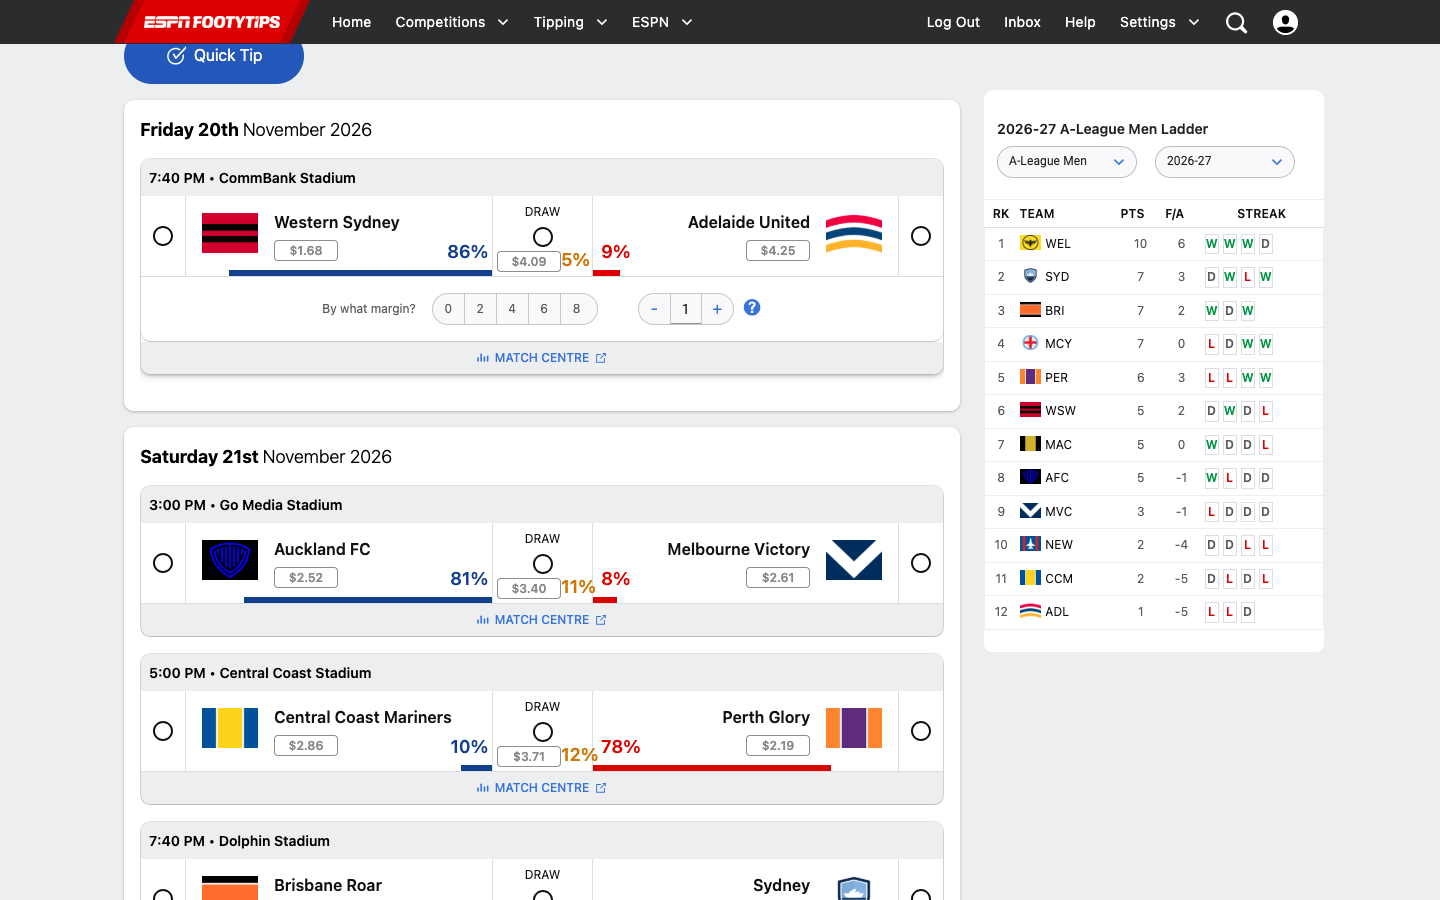 ESPN FOOTYTIPS Home Competitions Tipping ESPN Log Out Inbox Help Settings
Quick Tip
Friday 20th November 2026
7:40 PM • CommBank Stadium
Western Sydney DRAW Adelaide United
$1.68 86% $4.09 5% 9% $4.25
By what margin? 0 2 4 6 8 - 1 + ?
MATCH CENTRE
Saturday 21st November 2026
3:00 PM • Go Media Stadium
Auckland FC DRAW Melbourne Victory
$2.52 81% $3.40 11% 8% $2.61
MATCH CENTRE
5:00 PM • Central Coast Stadium
Central Coast Mariners DRAW Perth Glory
$2.86 10% $3.71 12% 78% $2.19
MATCH CENTRE
7:40 PM • Dolphin Stadium
Brisbane Roar DRAW Sydney
2026-27 A-League Men Ladder
A-League Men 2026-27
RK TEAM PTS F/A STREAK
1 WEL 10 6 W W W D
2 SYD 7 3 D W L W
3 BRI 7 2 W D W
4 MCY 7 0 L D W W
5 PER 6 3 L L W W
6 WSW 5 2 D W D L
7 MAC 5 0 W D D L
8 AFC 5 -1 W L D D
9 MVC 3 -1 L D D D
10 NEW 2 -4 D D L L
11 CCM 2 -5 D L D L
12 ADL 1 -5 L L D